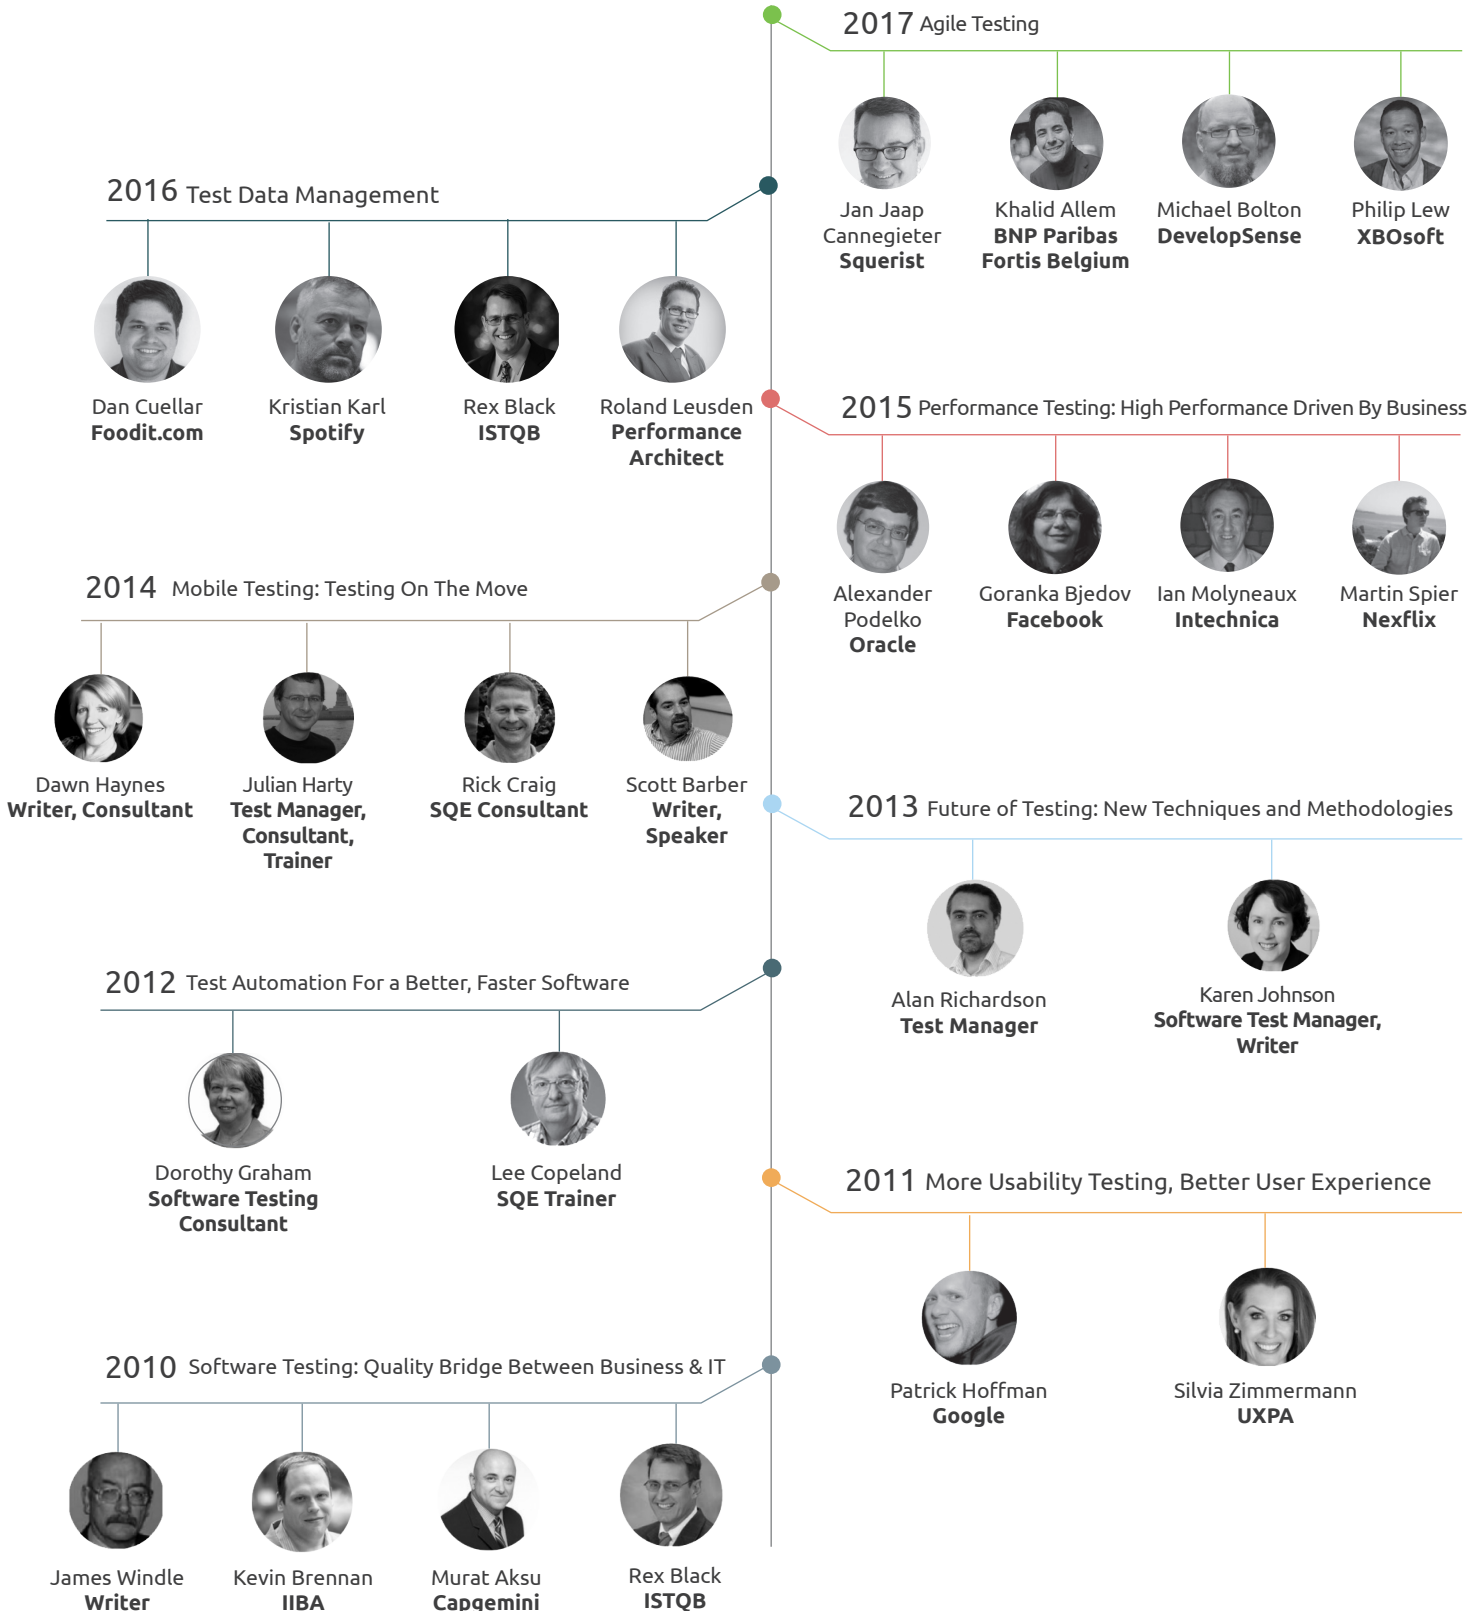 2017 Agile Testing
Jan Jaap
Cannegieter
Squerist
Khalid Allem
BNP Paribas
Fortis Belgium
Michael Bolton
DevelopSense
Philip Lew
XBOsoft
2016 Test Data Management
Dan Cuellar
Foodit.com
Kristian Karl
Spotify
Rex Black
ISTQB
Roland Leusden
Performance
Architect
2015 Performance Testing: High Performance Driven By Business
Alexander
Podelko
Oracle
Goranka Bjedov
Facebook
Ian Molyneaux
Intechnica
Martin Spier
Nexflix
2014 Mobile Testing: Testing On The Move
Dawn Haynes
Writer, Consultant
Julian Harty
Test Manager,
Consultant,
Trainer
Rick Craig
SQE Consultant
Scott Barber
Writer,
Speaker
2013 Future of Testing: New Techniques and Methodologies
Alan Richardson
Test Manager
Karen Johnson
Software Test Manager,
Writer
2012 Test Automation For a Better, Faster Software
Dorothy Graham
Software Testing
Consultant
Lee Copeland
SQE Trainer
2011 More Usability Testing, Better User Experience
Patrick Hoffman
Google
Silvia Zimmermann
UXPA
2010 Software Testing: Quality Bridge Between Business & IT
James Windle
Writer
Kevin Brennan
IIBA
Murat Aksu
Capgemini
Rex Black
ISTQB